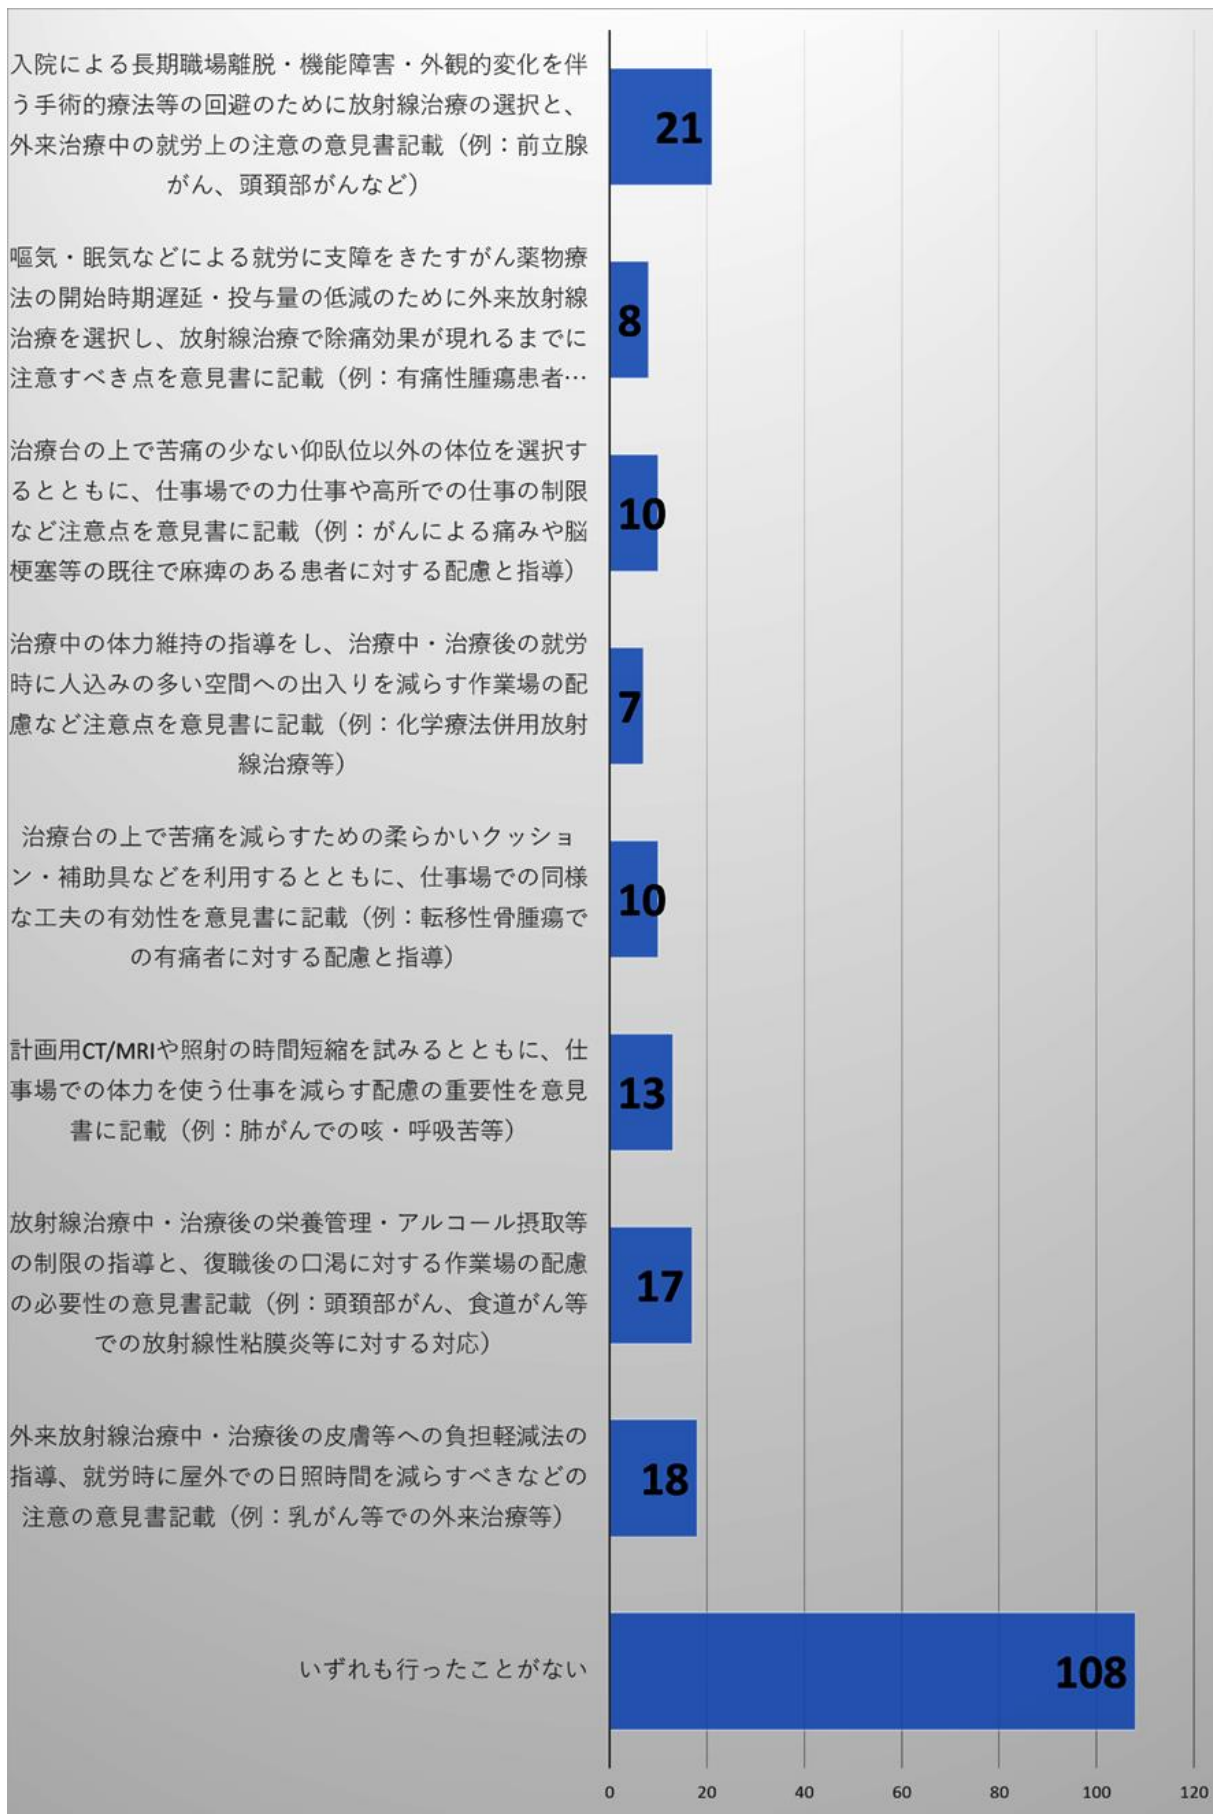 入院による長期職場離脱・機能障害・外観的変化を伴
う手術的療法等の回避のために放射線治療の選択と、
外来治療中の就労上の注意の意見書記載（例：前立腺
がん、頭頚部がんなど）
21
嘔気・眠気などによる就労に支障をきたすがん薬物療
法の開始時期遅延・投与量の低減のために外来放射線
治療を選択し、放射線治療で除痛効果が現れるまでに
注意すべき点を意見書に記載（例：有痛性腫瘍患者…
8
治療台の上で苦痛の少ない仰臥位以外の体位を選択す
るとともに、仕事場での力仕事や高所での仕事の制限
など注意点を意見書に記載（例：がんによる痛みや脳
梗塞等の既往で麻痺のある患者に対する配慮と指導）
10
治療中の体力維持の指導をし、治療中・治療後の就労
時に人込みの多い空間への出入りを減らす作業場の配
慮など注意点を意見書に記載（例：化学療法併用放射
線治療等）
7
治療台の上で苦痛を減らすための柔らかいクッショ
ン・補助具などを利用するとともに、仕事場での同様
な工夫の有効性を意見書に記載（例：転移性骨腫瘍で
の有痛者に対する配慮と指導）
10
計画用CT/MRIや照射の時間短縮を試みるとともに、仕
事場での体力を使う仕事を減らす配慮の重要性を意見
書に記載（例：肺がんでの咳・呼吸苦等）
13
放射線治療中・治療後の栄養管理・アルコール摂取等
の制限の指導と、復職後の口渇に対する作業場の配慮
の必要性の意見書記載（例：頭頚部がん、食道がん等
での放射線性粘膜炎等に対する対応）
17
外来放射線治療中・治療後の皮膚等への負担軽減法の
指導、就労時に屋外での日照時間を減らすべきなどの
注意の意見書記載（例：乳がん等での外来治療等）
18
いずれも行ったことがない
108
0 20 40 60 80 100 120